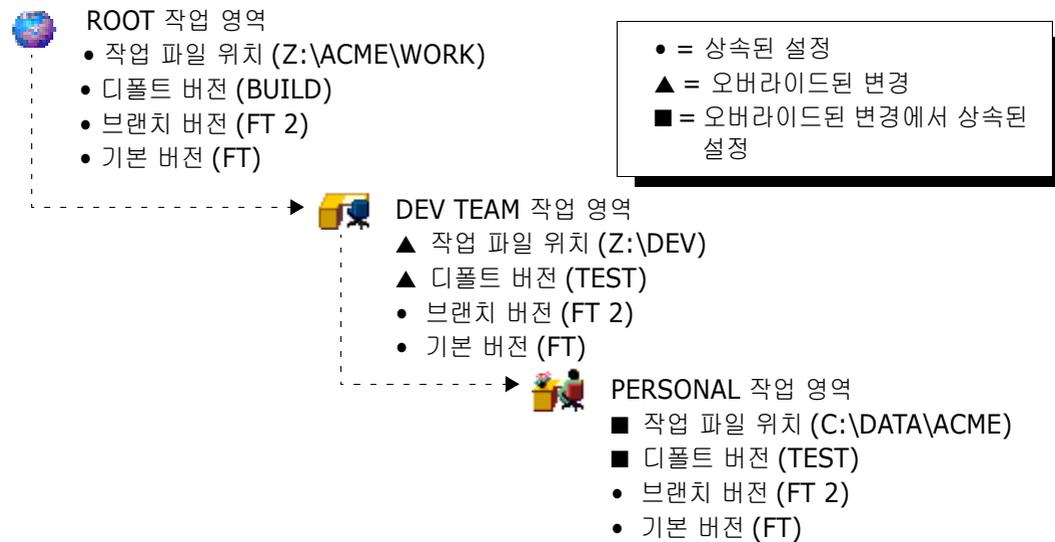 ROOT 작업 영역
• 작업 파일 위치 (Z:\ACME\WORK)
• 디폴트 버전 (BUILD)
• 브랜치 버전 (FT 2)
• 기본 버전 (FT)
• = 상속된 설정
▲ = 오버라이드된 변경
■ = 오버라이드된 변경에서 상속된
설정
DEV TEAM 작업 영역
▲ 작업 파일 위치 (Z:\DEV)
▲ 디폴트 버전 (TEST)
• 브랜치 버전 (FT 2)
• 기본 버전 (FT)
PERSONAL 작업 영역
■ 작업 파일 위치 (C:\DATA\ACME)
■ 디폴트 버전 (TEST)
• 브랜치 버전 (FT 2)
• 기본 버전 (FT)